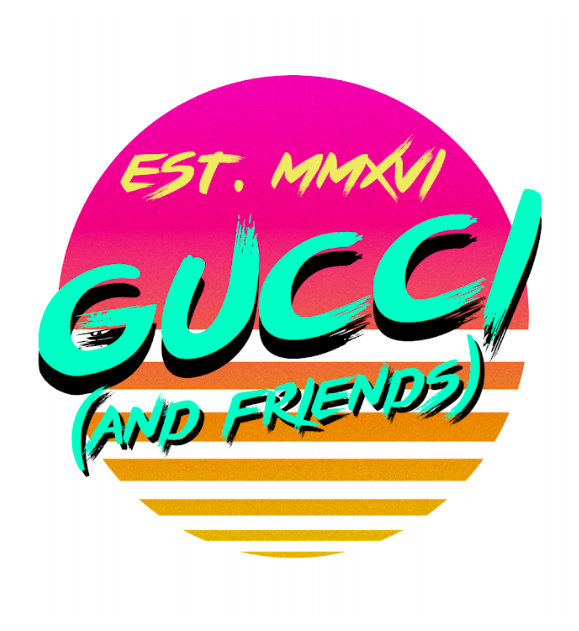 EST. MMXVI
GUCCI
(AND FRIENDS)